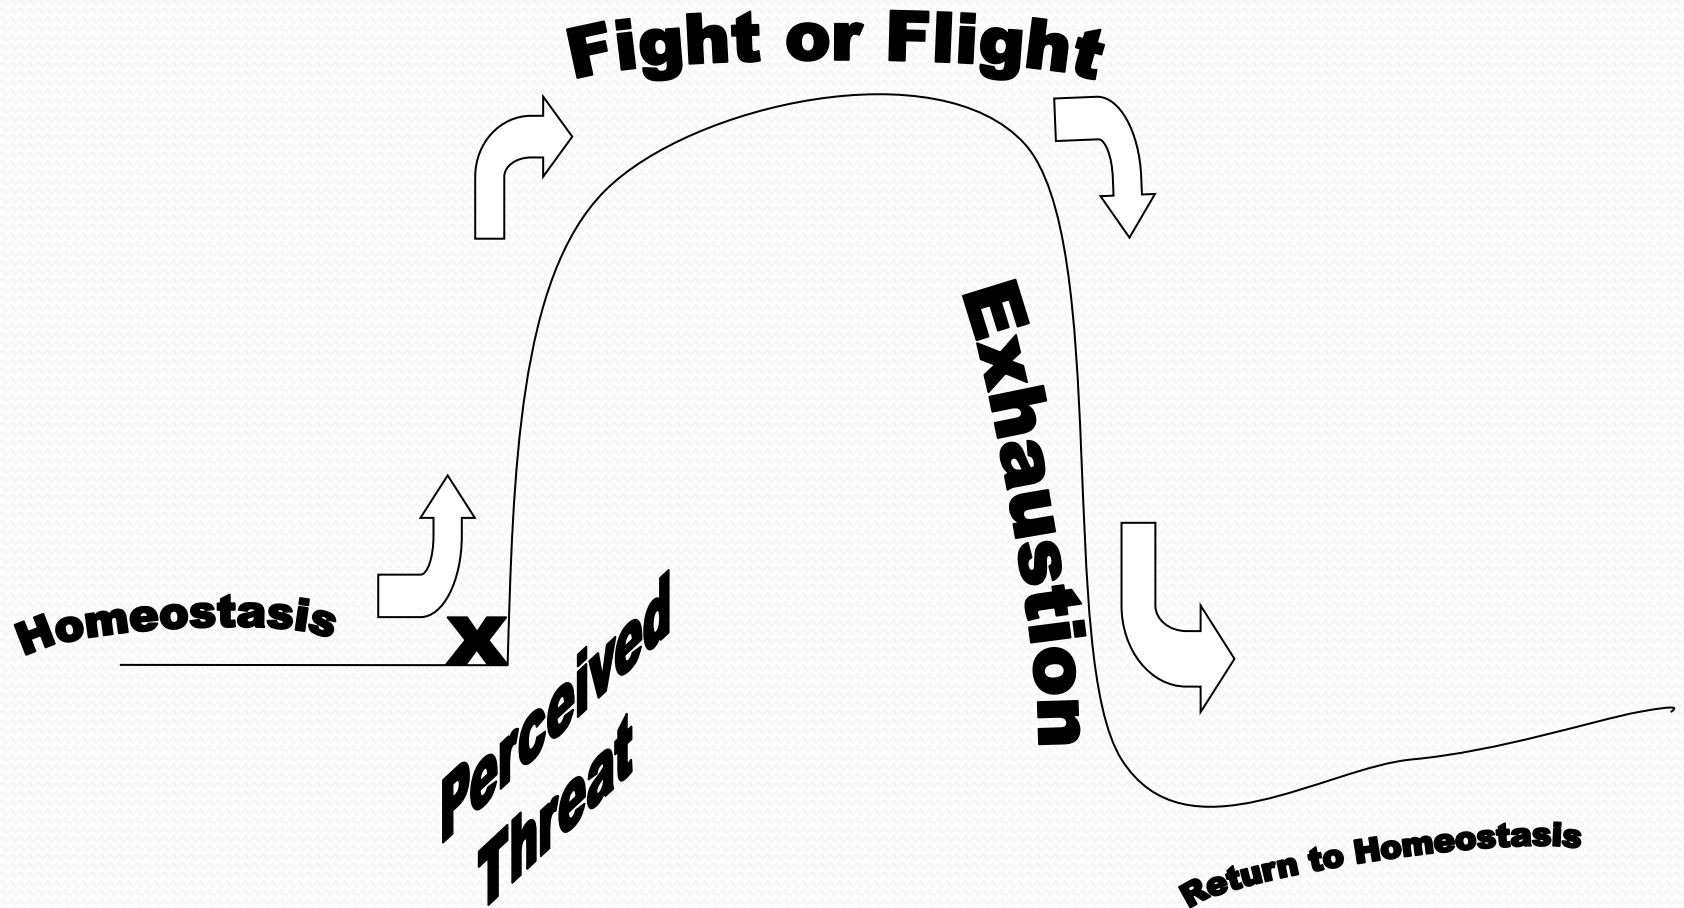 Fight or Flight
Homeostasis
X
Perceived
Threat
Exhaustion
Return to Homeostasis